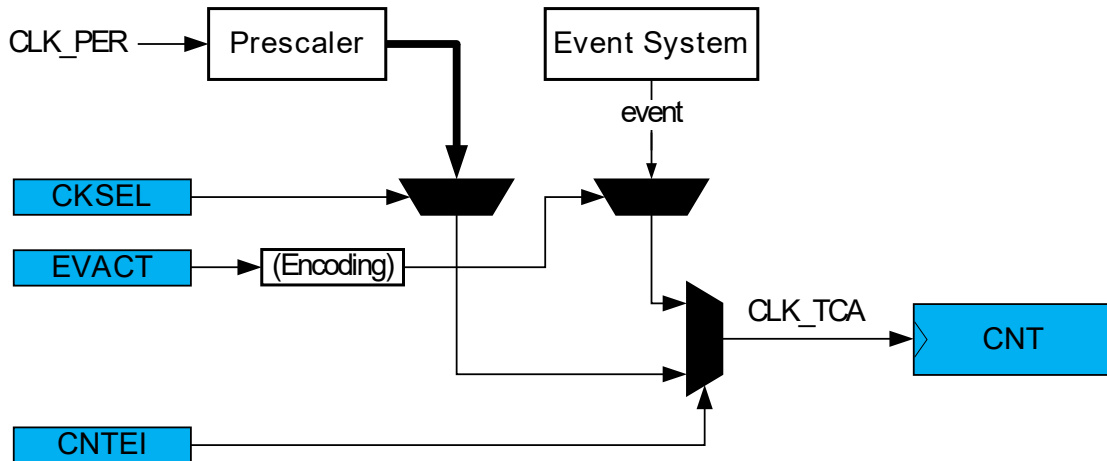 CLK_PER
Prescaler
Event System
event
CKSEL
EVACT
(Encoding)
CLK_TCA
CNT
CNTEI